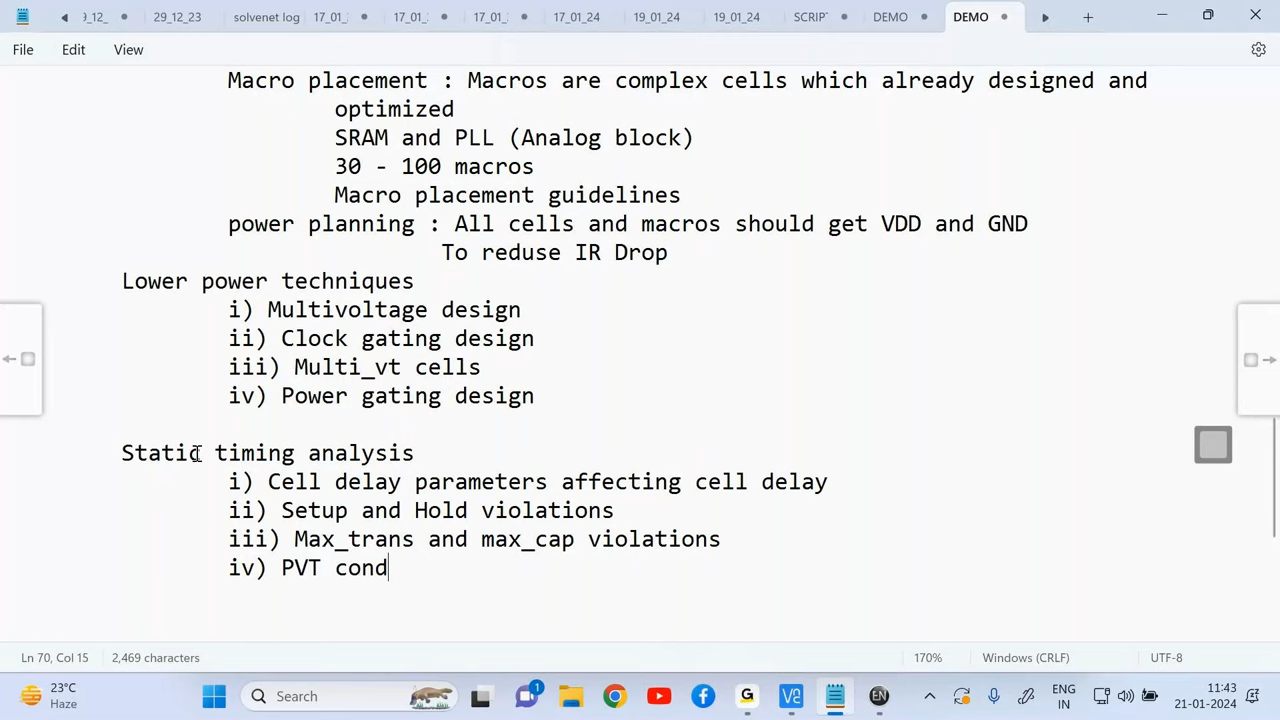 9_12_ 29_12_23 solvenet log 17_01_ 17_01_ 17_01_ 17_01_24 19_01_24 19_01_24 SCRIP DEMO DEMO
File Edit View
Macro placement : Macros are complex cells which already designed and
optimized
SRAM and PLL (Analog block)
30 - 100 macros
Macro placement guidelines
power planning : All cells and macros should get VDD and GND
To reduse IR Drop
Lower power techniques
i) Multivoltage design
ii) Clock gating design
iii) Multi_vt cells
iv) Power gating design
Static timing analysis
i) Cell delay parameters affecting cell delay
ii) Setup and Hold violations
iii) Max_trans and max_cap violations
iv) PVT cond
Ln 70, Col 15 2,469 characters 170% Windows (CRLF) UTF-8
23°C Search 1 G VE EN ENG 11:43
Haze IN 21-01-2024